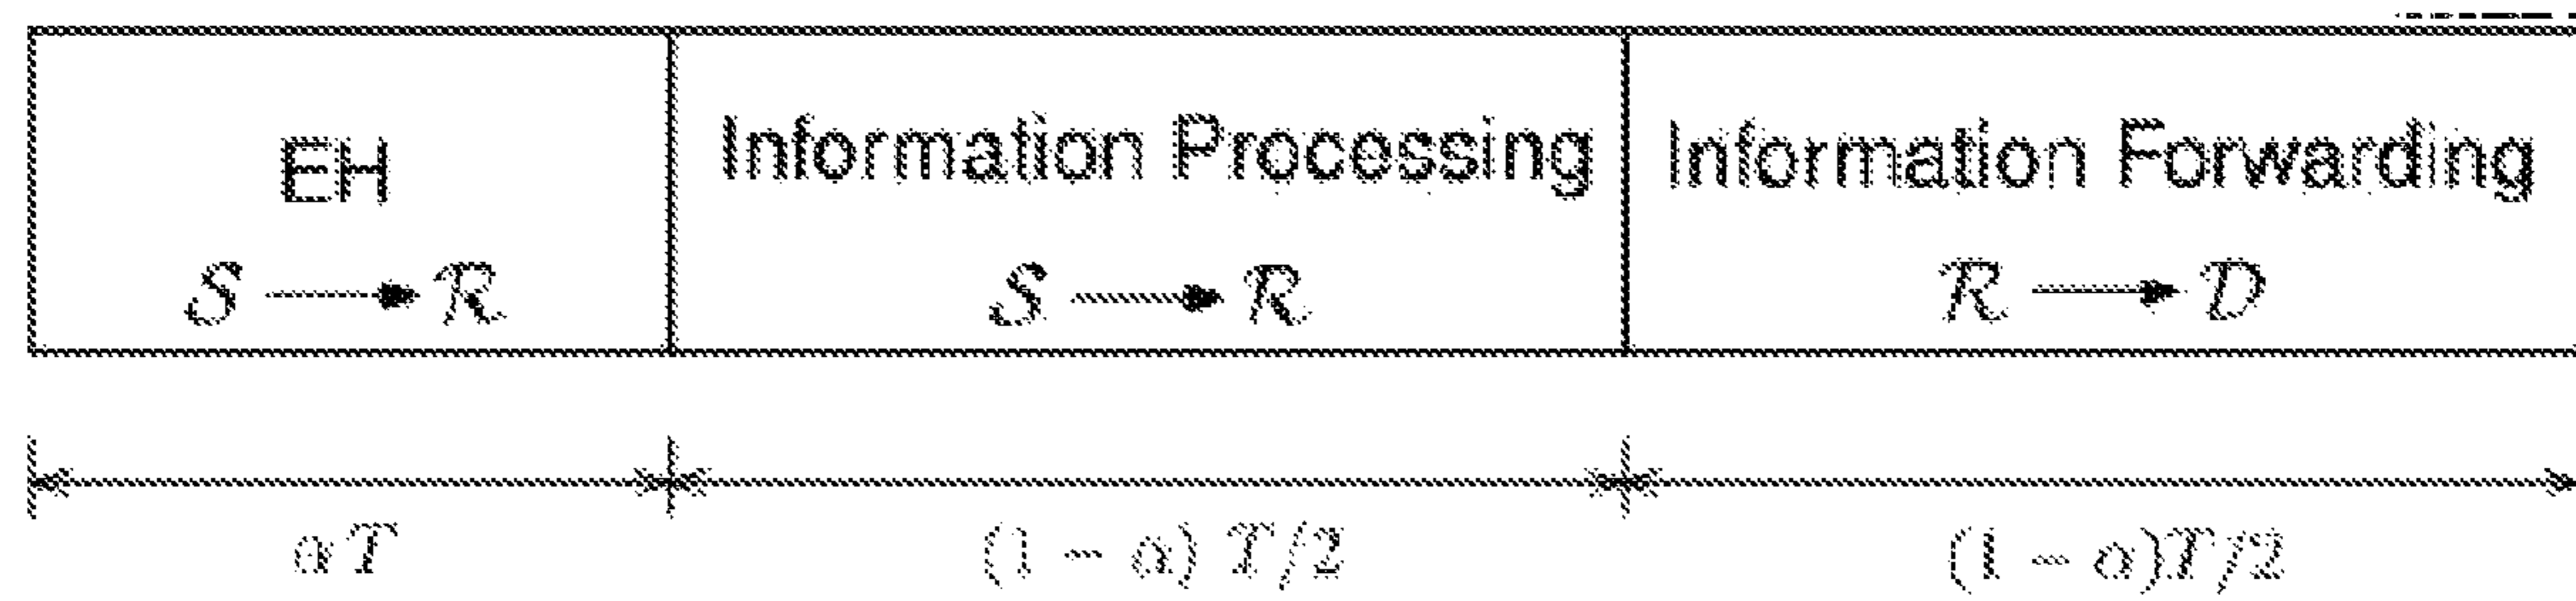 EH
Information Processing
Information Forwarding
𝒮 → ℛ
𝒮 → ℛ
ℛ → 𝒟
αT
(1 − α) T/2
(1 − α)T/2